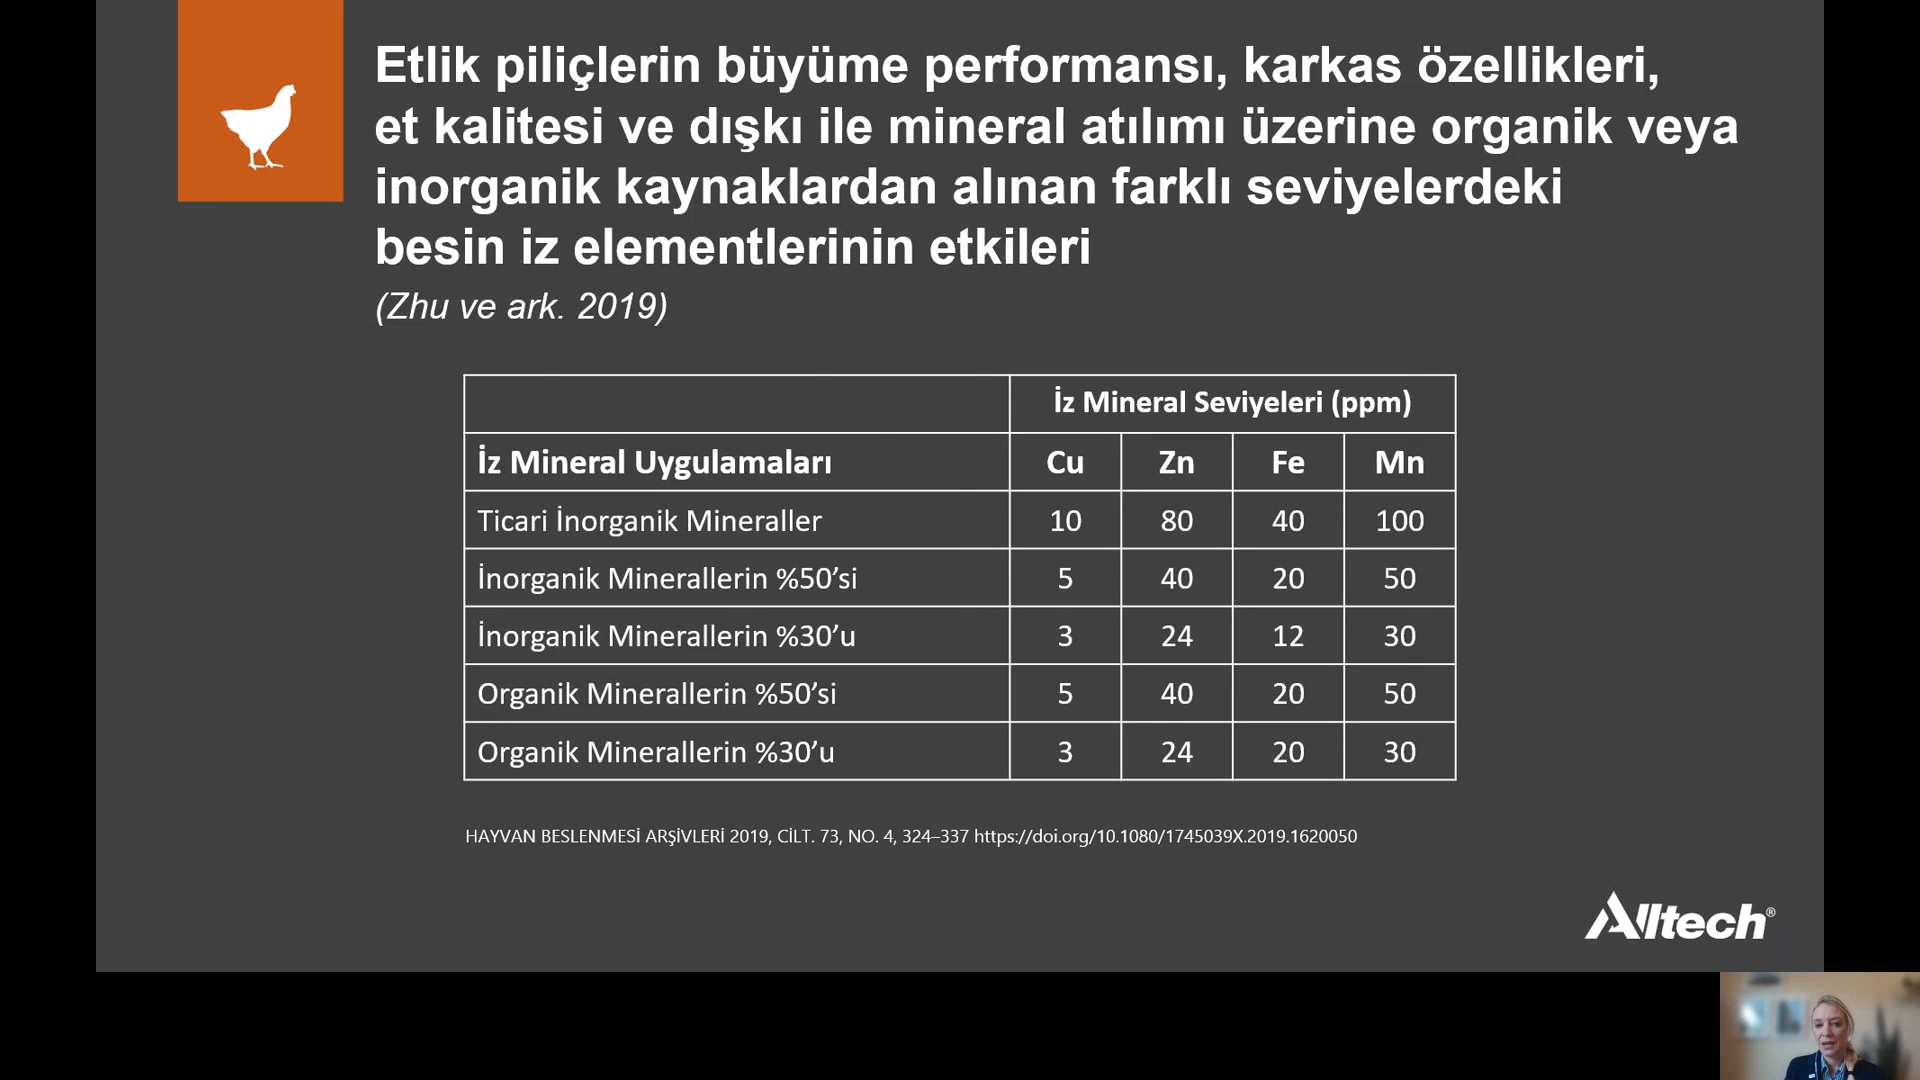 Etlik piliçlerin büyüme performansı, karkas özellikleri,
et kalitesi ve dışkı ile mineral atılımı üzerine organik veya
inorganik kaynaklardan alınan farklı seviyelerdeki
besin iz elementlerinin etkileri
(Zhu ve ark. 2019)
İz Mineral Seviyeleri (ppm)
İz Mineral Uygulamaları Cu Zn Fe Mn
Ticari İnorganik Mineraller 10 80 40 100
İnorganik Minerallerin %50’si 5 40 20 50
İnorganik Minerallerin %30’u 3 24 12 30
Organik Minerallerin %50’si 5 40 20 50
Organik Minerallerin %30’u 3 24 20 30
HAYVAN BESLENMESİ ARŞİVLERİ 2019, CİLT. 73, NO. 4, 324–337 https://doi.org/10.1080/1745039X.2019.1620050
Alltech®